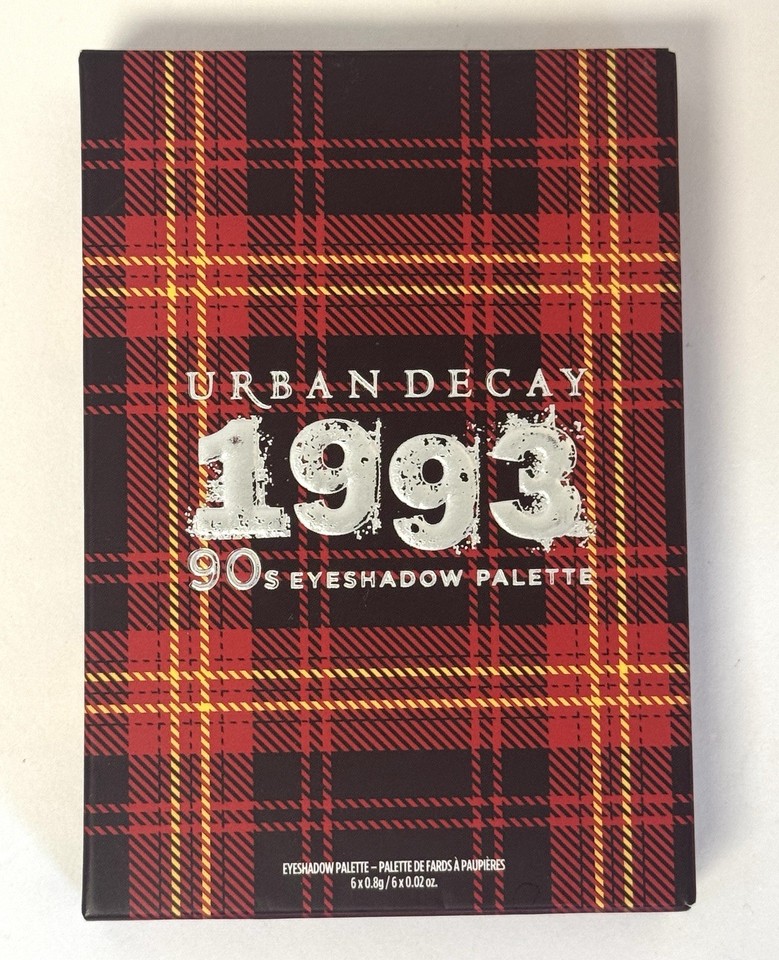 URBAN DECAY
1993
90s EYESHADOW PALETTE
EYESHADOW PALETTE – PALETTE DE FARDS À PAUPIÈRES
6 x 0.8g / 6 x 0.02 oz.